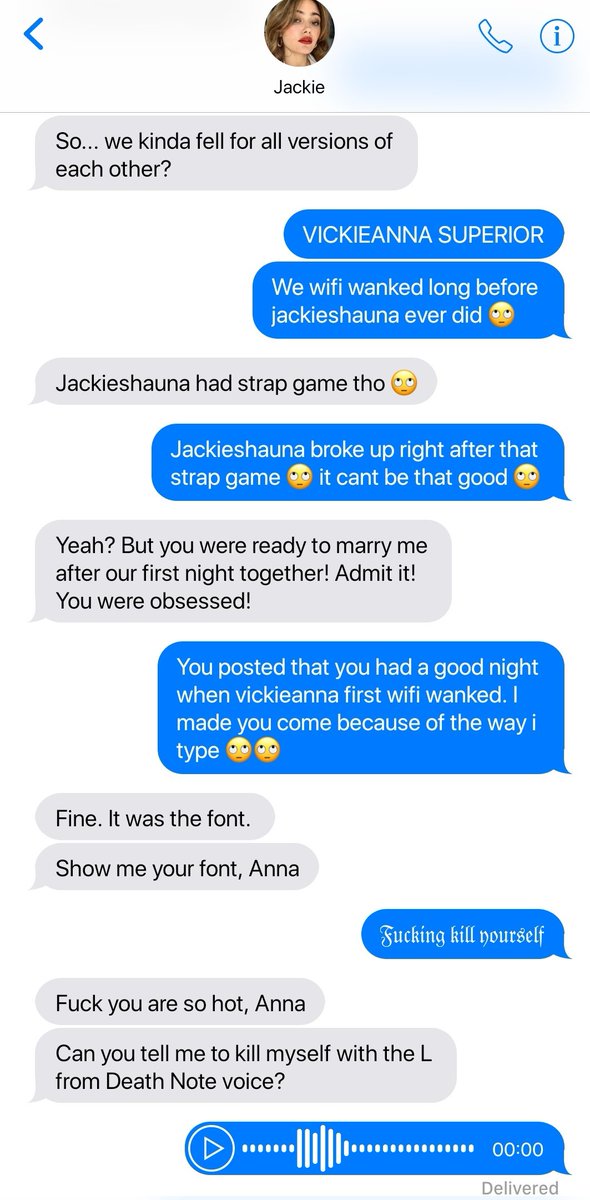 Jackie
So... we kinda fell for all versions of
each other?
VICKIEANNA SUPERIOR
We wifi wanked long before
jackieshauna ever did 🙄
Jackieshauna had strap game tho 🙄
Jackieshauna broke up right after that
strap game 🙄 it cant be that good 🙄
Yeah? But you were ready to marry me
after our first night together! Admit it!
You were obsessed!
You posted that you had a good night
when vickieanna first wifi wanked. I
made you come because of the way i
type 🙄🙄
Fine. It was the font.
Show me your font, Anna
𝔉𝔲𝔠𝔨𝔦𝔫𝔤 𝔨𝔦𝔩𝔩 𝔶𝔬𝔲𝔯𝔰𝔢𝔩𝔣
Fuck you are so hot, Anna
Can you tell me to kill myself with the L
from Death Note voice?
00:00
Delivered